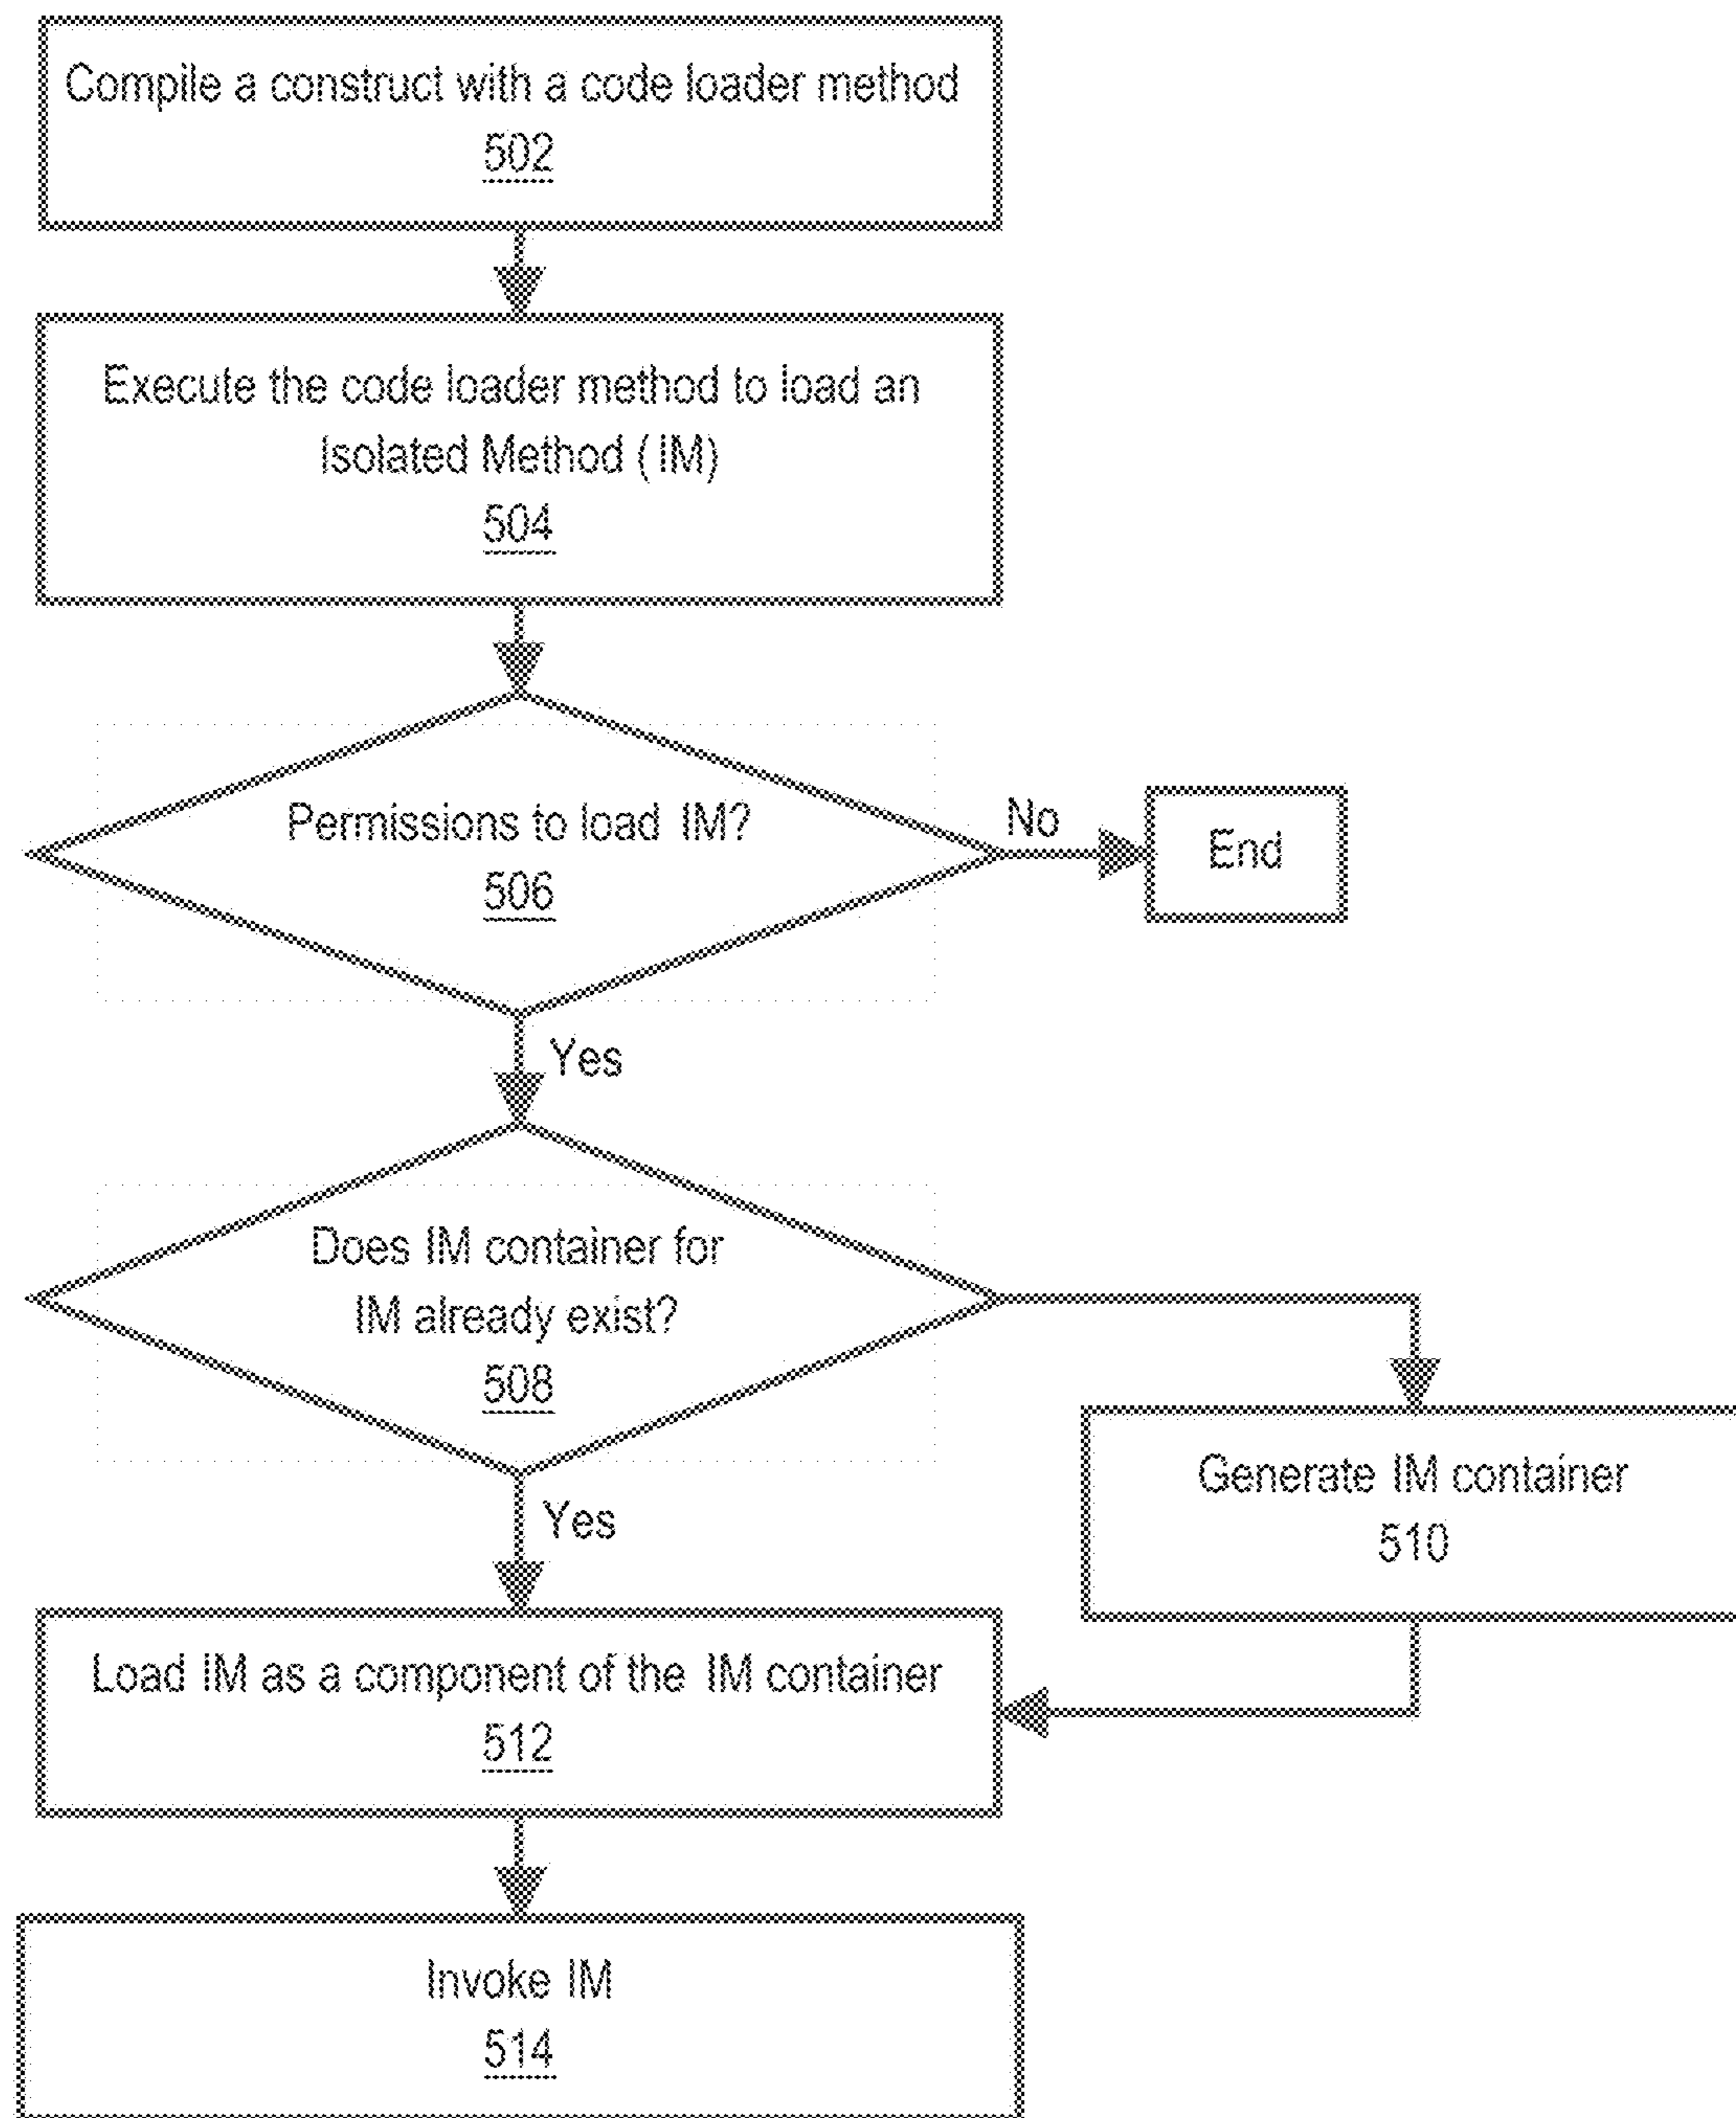 Compile a construct with a code loader method
502
Execute the code loader method to load an
Isolated Method (IM)
504
Permissions to load IM?
506
No
End
Yes
Does IM container for
IM already exist?
508
Generate IM container
510
Yes
Load IM as a component of the IM container
512
Invoke IM
514